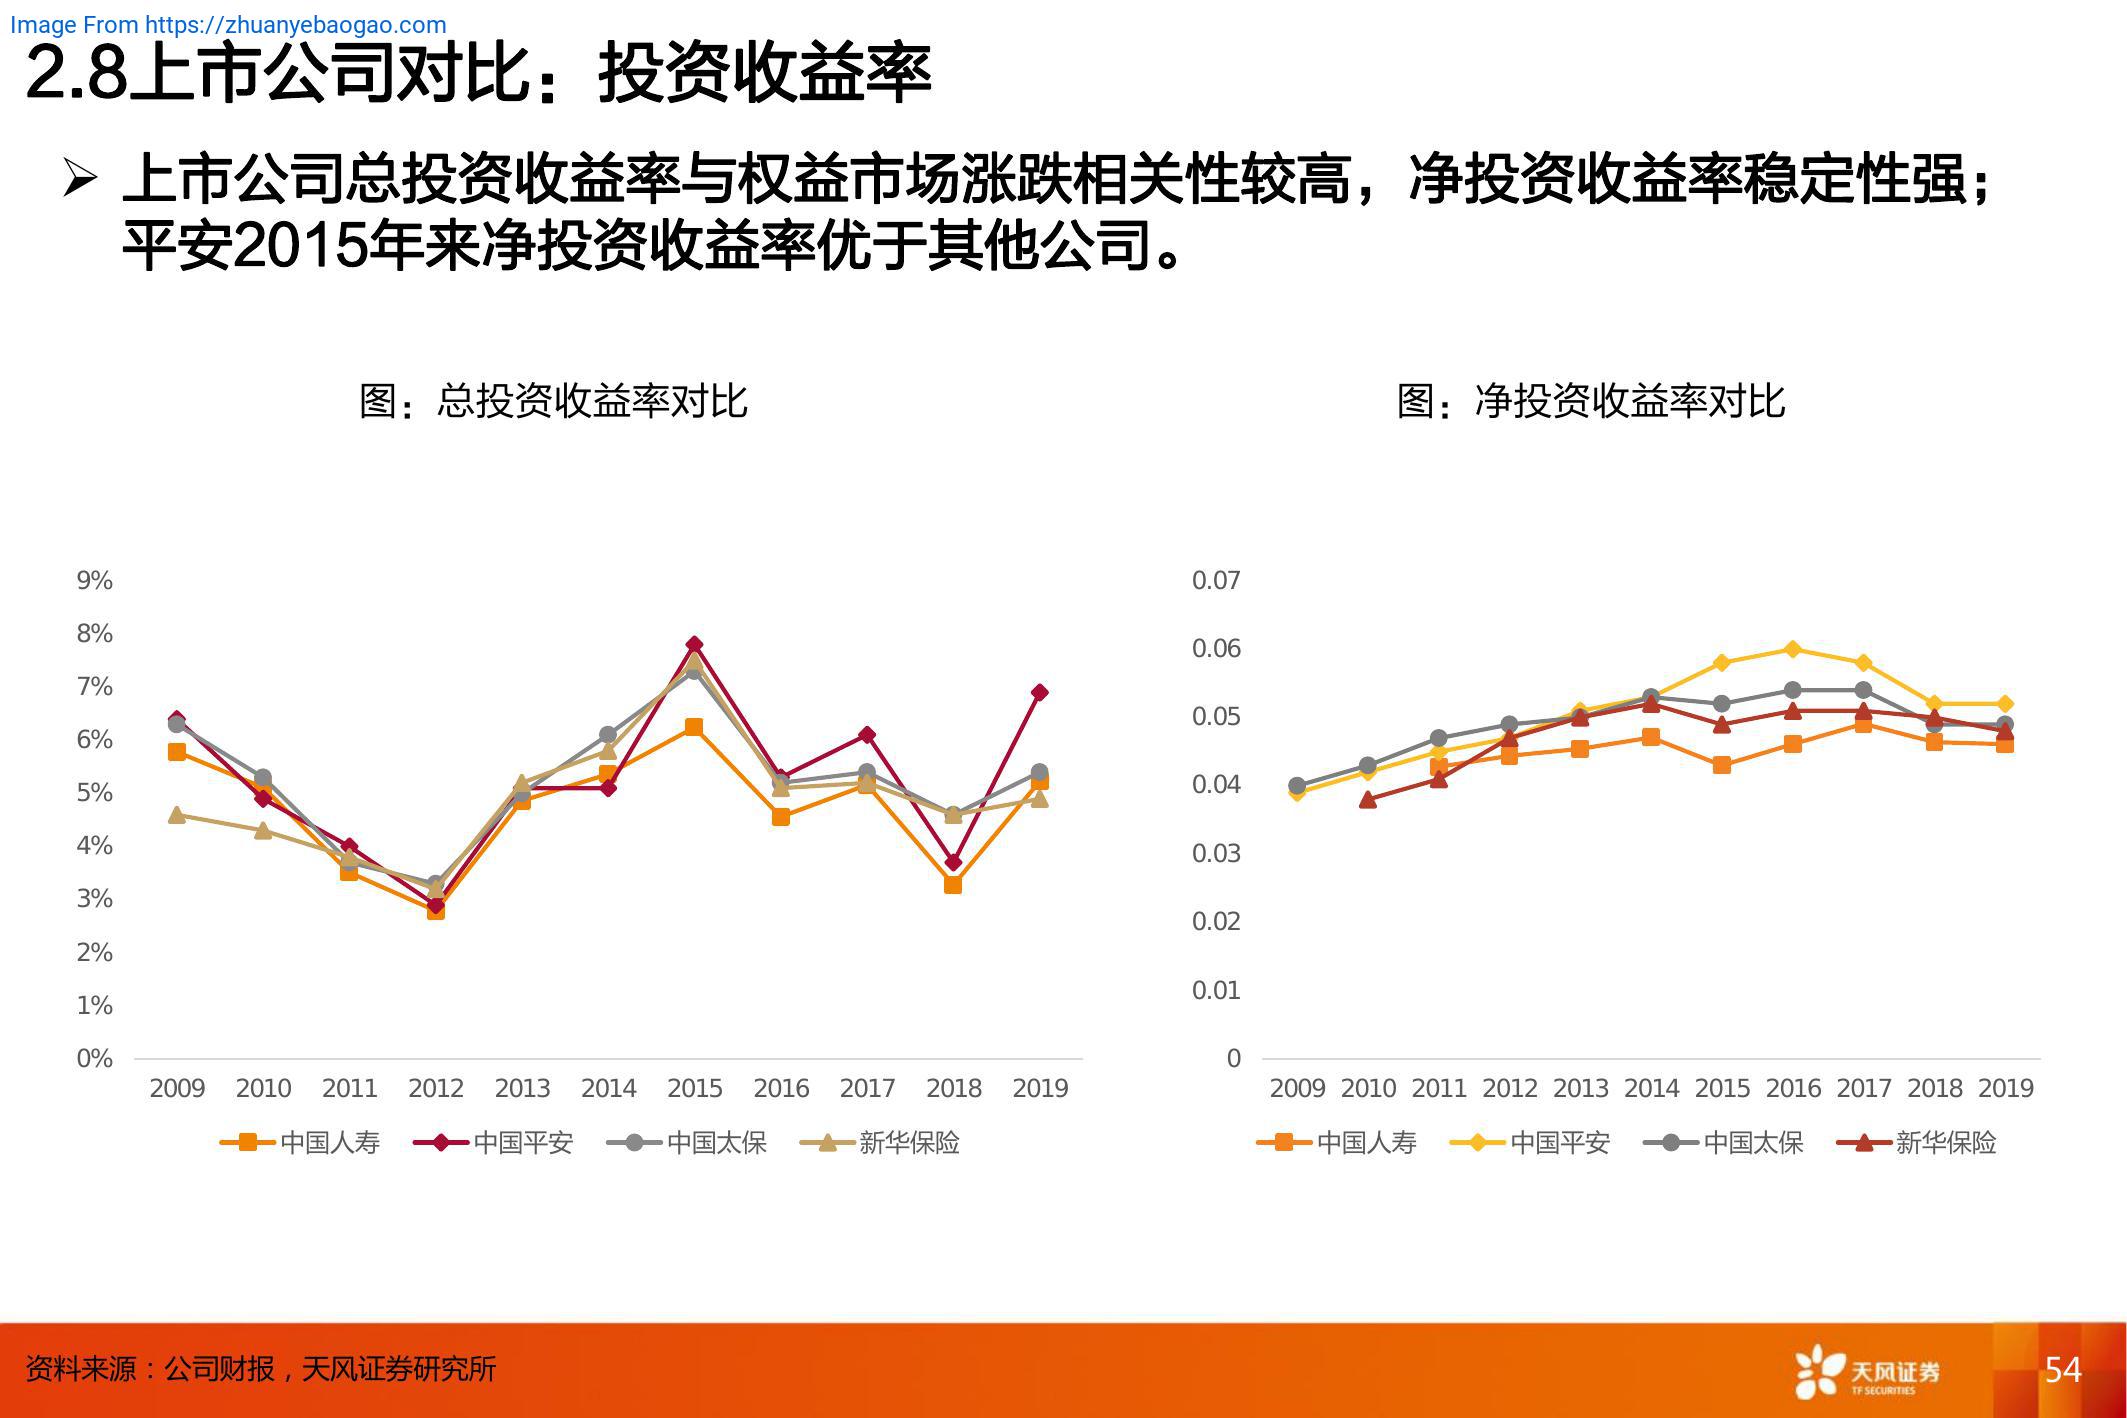 Image From https://zhuanyebaogao.com
2.8上市公司对比：投资收益率
➢ 上市公司总投资收益率与权益市场涨跌相关性较高，净投资收益率稳定性强；
平安2015年来净投资收益率优于其他公司。
图：总投资收益率对比
9%
8%
7%
6%
5%
4%
3%
2%
1%
0%
2009 2010 2011 2012 2013 2014 2015 2016 2017 2018 2019
中国人寿 中国平安 中国太保 新华保险
图：净投资收益率对比
0.07
0.06
0.05
0.04
0.03
0.02
0.01
0
2009 2010 2011 2012 2013 2014 2015 2016 2017 2018 2019
中国人寿 中国平安 中国太保 新华保险
资料来源：公司财报，天风证券研究所
天风证券
TF SECURITIES
54